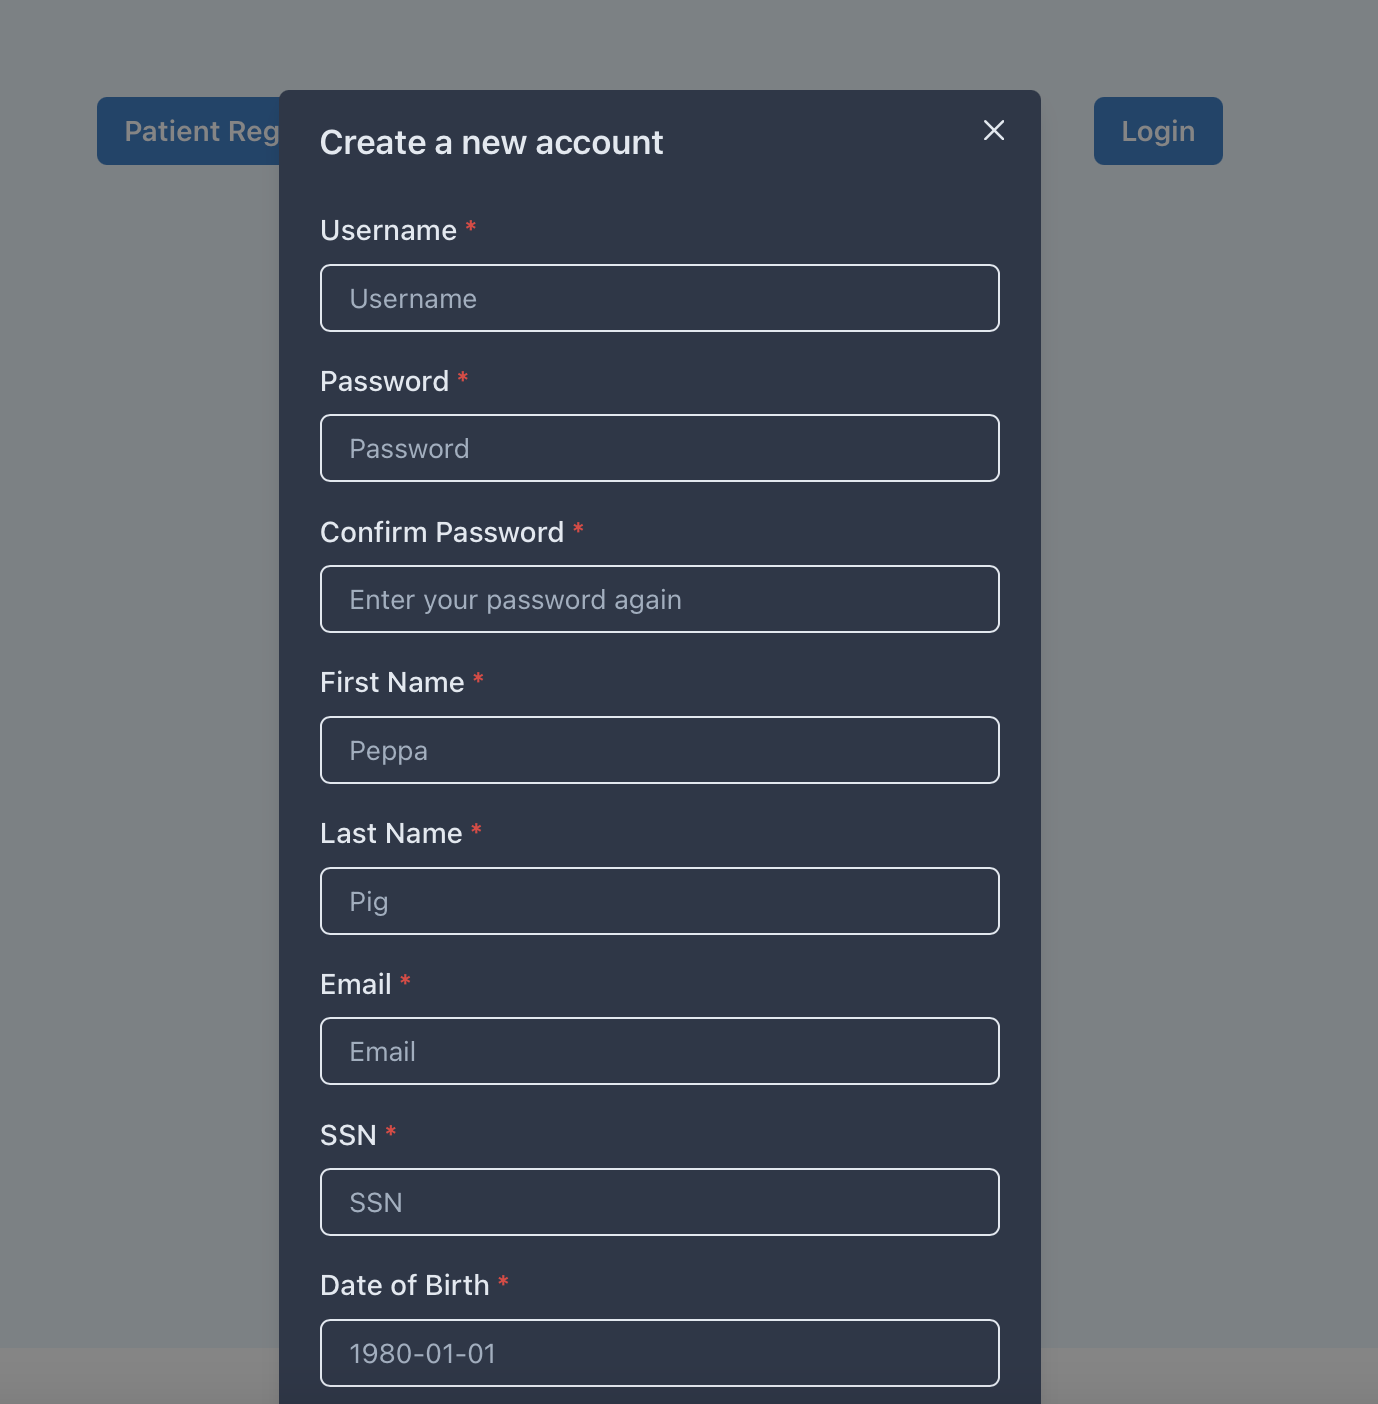 Patient Reg
Login
Create a new account
Username *
Username
Password *
Password
Confirm Password *
Enter your password again
First Name *
Peppa
Last Name *
Pig
Email *
Email
SSN *
SSN
Date of Birth *
1980-01-01